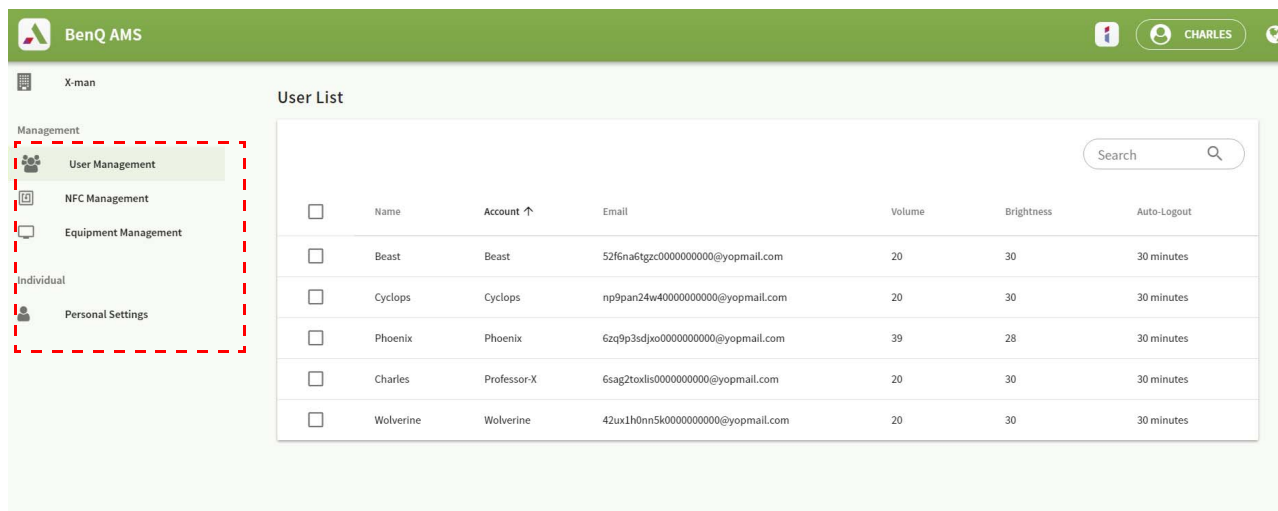 BenQ AMS
CHARLES
X-man
Management
User Management
NFC Management
Equipment Management
Individual
Personal Settings
User List
Search
Name Account Email Volume Brightness Auto-Logout
Beast Beast 52f6na6tgzc0000000000@yopmail.com 20 30 30 minutes
Cyclops Cyclops np9pan24w40000000000@yopmail.com 20 30 30 minutes
Phoenix Phoenix 6zq9p3sdjxo0000000000@yopmail.com 39 28 30 minutes
Charles Professor-X 6sag2toxlis0000000000@yopmail.com 20 30 30 minutes
Wolverine Wolverine 42ux1h0nn5k0000000000@yopmail.com 20 30 30 minutes